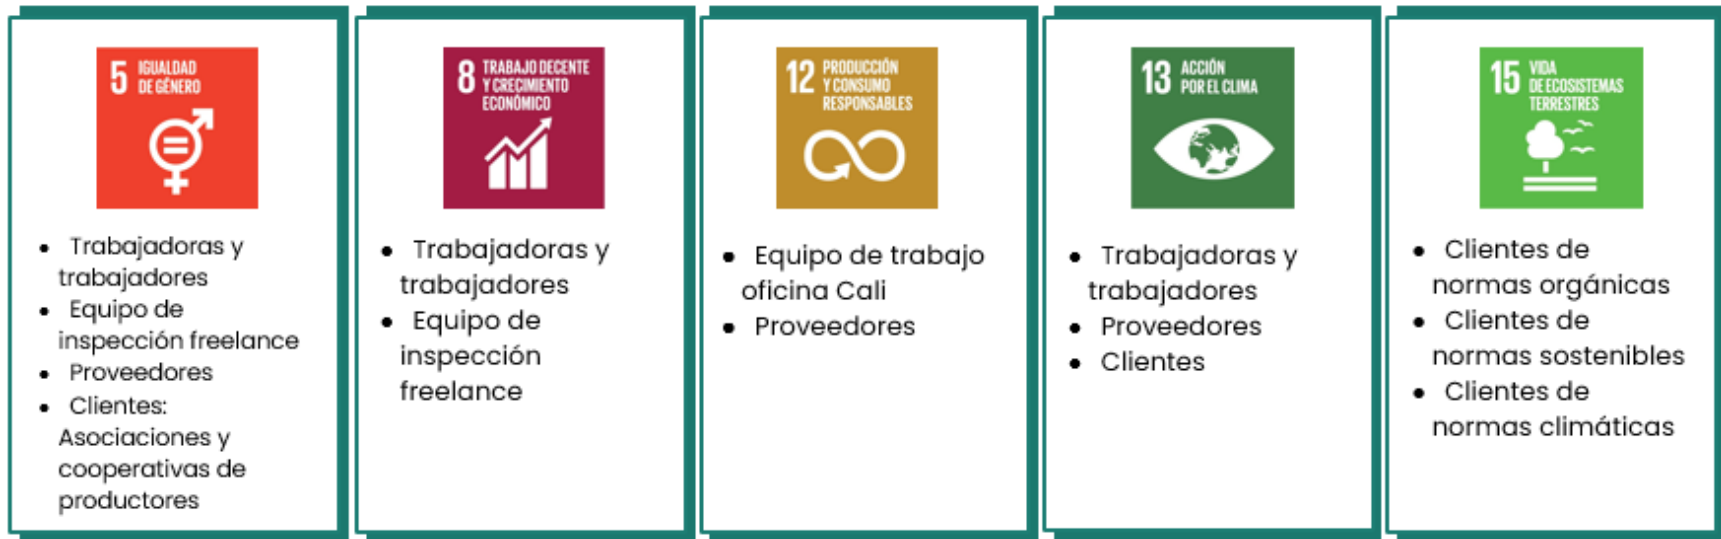 5 IGUALDAD
DE GÉNERO
• Trabajadoras y
trabajadores
• Equipo de
inspección freelance
• Proveedores
• Clientes:
Asociaciones y
cooperativas de
productores
8 TRABAJO DECENTE
Y CRECIMIENTO
ECONÓMICO
• Trabajadoras y
trabajadores
• Equipo de
inspección
freelance
12 PRODUCCIÓN
Y CONSUMO
RESPONSABLES
• Equipo de trabajo
oficina Cali
• Proveedores
13 ACCIÓN
POR EL CLIMA
• Trabajadoras y
trabajadores
• Proveedores
• Clientes
15 VIDA
DE ECOSISTEMAS
TERRESTRES
• Clientes de
normas orgánicas
• Clientes de
normas sostenibles
• Clientes de
normas climáticas